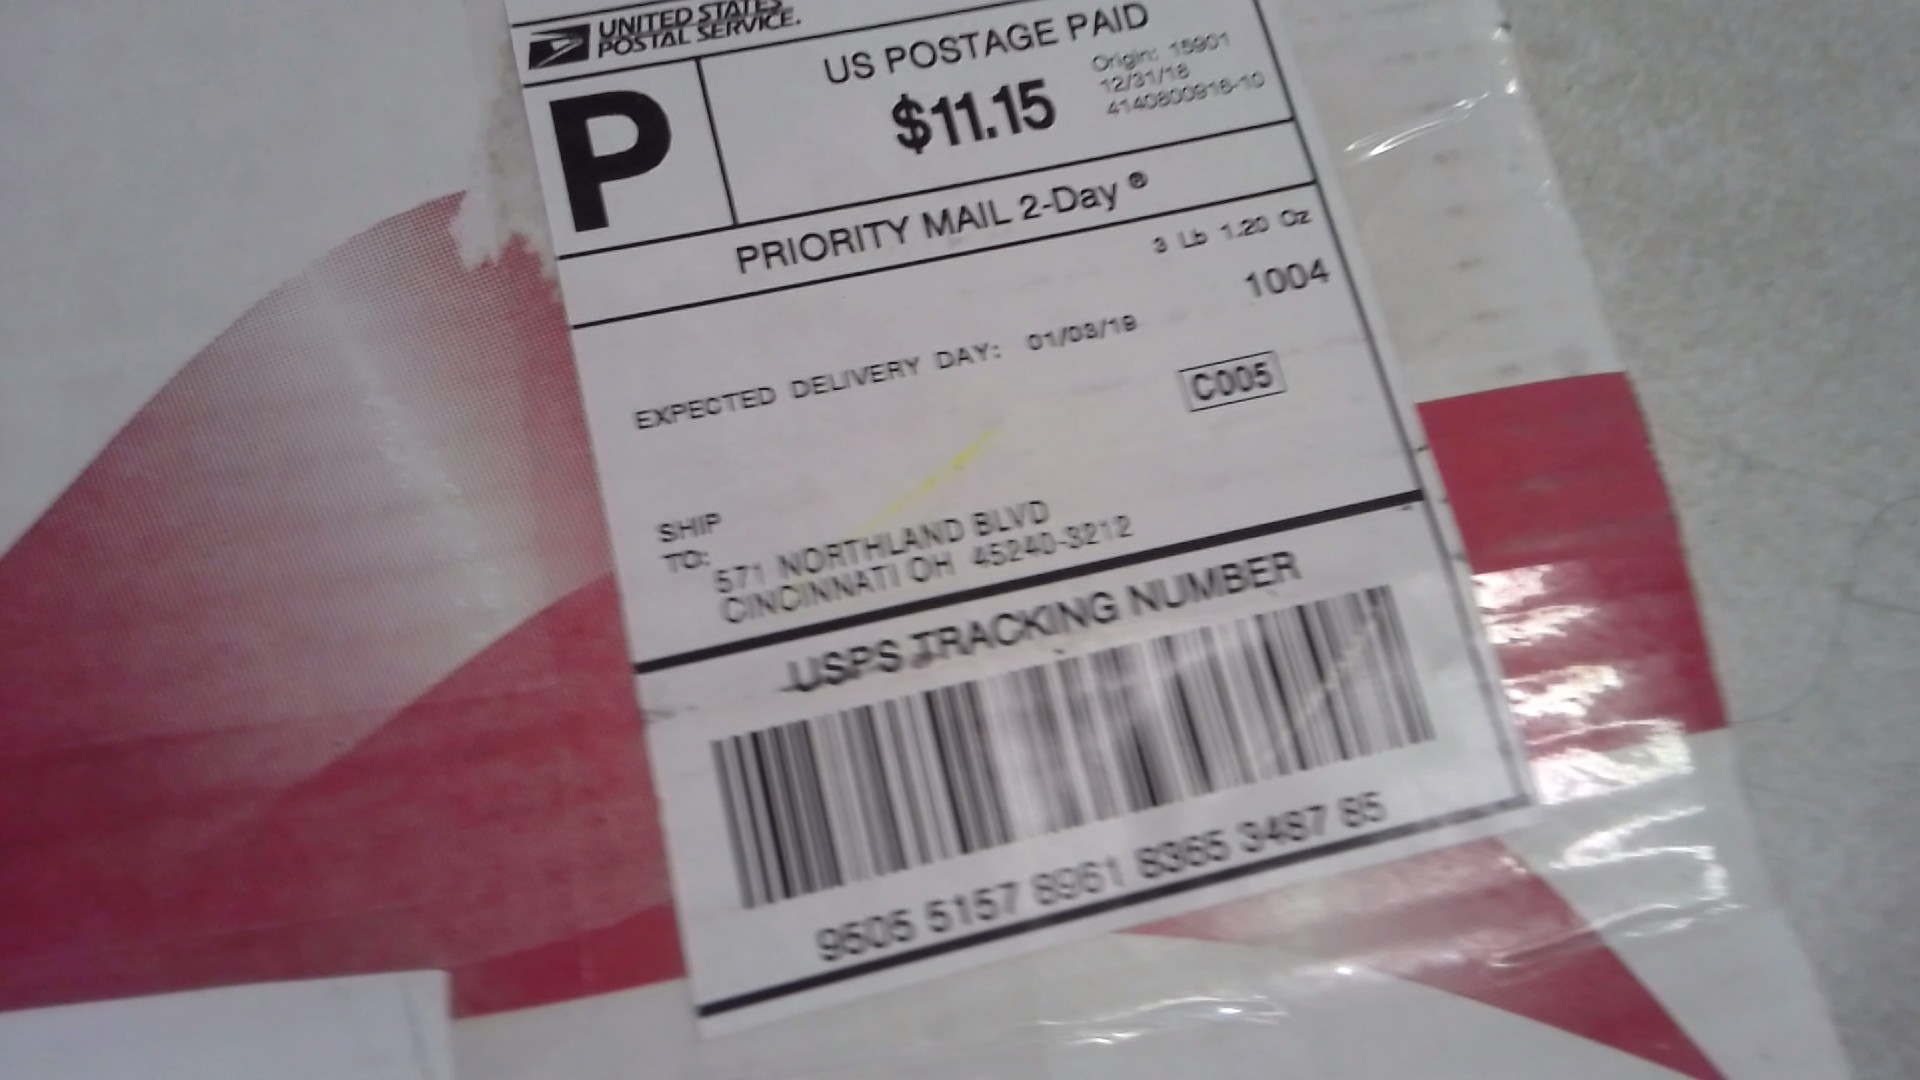 UNITED STATES
POSTAL SERVICE.
P
US POSTAGE PAID
$11.15
Origin: 15901
12/31/18
4140800918-10
PRIORITY MAIL 2-Day ®
3 Lb 1.20 Oz
1004
EXPECTED DELIVERY DAY: 01/03/19
C005
SHIP
TO:
571 NORTHLAND BLVD
CINCINNATI OH 45240-3212
USPS TRACKING NUMBER
9505 5157 8961 8365 3487 85